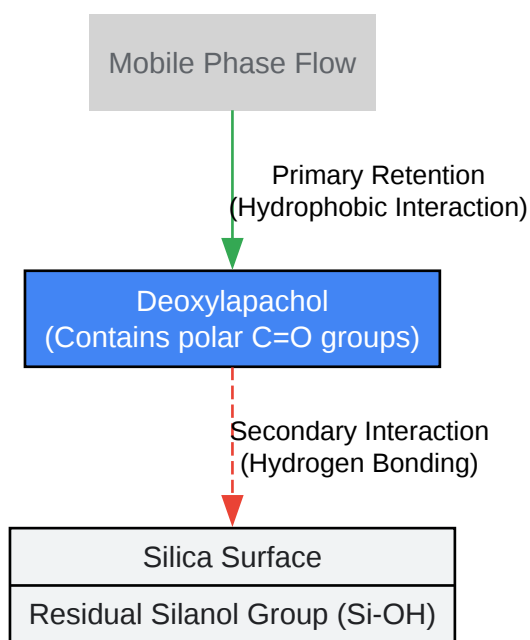 Mobile Phase Flow
Primary Retention
(Hydrophobic Interaction)
Deoxylapachol
(Contains polar C=O groups)
Secondary Interaction
(Hydrogen Bonding)
Silica Surface
Residual Silanol Group (Si-OH)